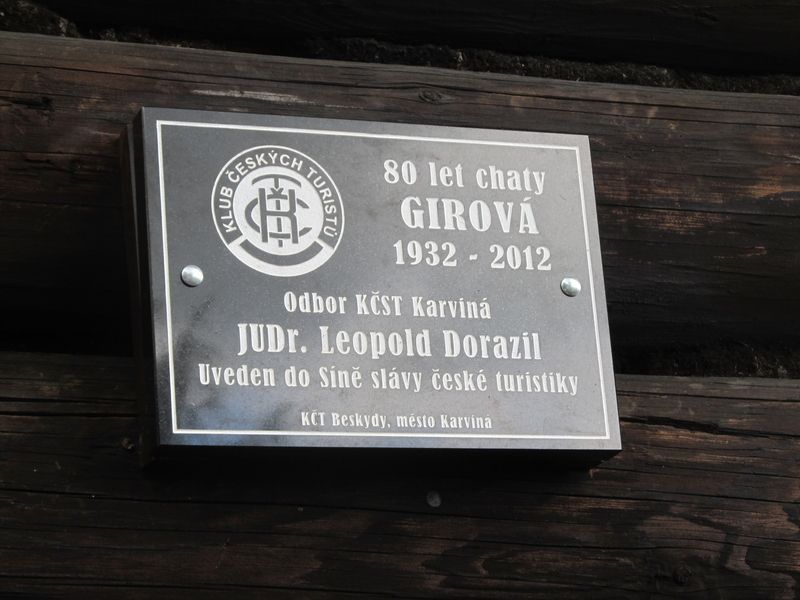 KLUB ČESKÝCH TURISTŮ
KČT
80 let chaty
GIROVÁ
1932 - 2012
Odbor KČST Karviná
JUDr. Leopold Dorazil
Uveden do Síně slávy české turistiky
KČT Beskydy, město Karviná